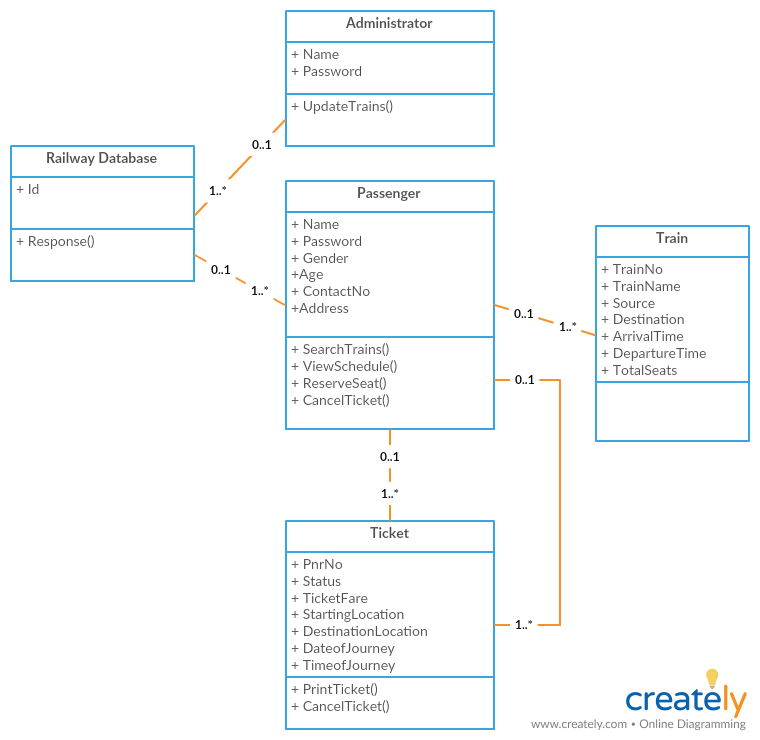 Administrator
+ Name
+ Password
+ UpdateTrains()
0..1
1..*
Railway Database
+ Id
+ Response()
0..1
1..*
Passenger
+ Name
+ Password
+ Gender
+Age
+ ContactNo
+Address
+ SearchTrains()
+ ViewSchedule()
+ ReserveSeat()
+ CancelTicket()
0..1
1..*
Train
+ TrainNo
+ TrainName
+ Source
+ Destination
+ ArrivalTime
+ DepartureTime
+ TotalSeats
0..1
1..*
0..1
1..*
Ticket
+ PnrNo
+ Status
+ TicketFare
+ StartingLocation
+ DestinationLocation
+ DateofJourney
+ TimeofJourney
+ PrintTicket()
+ CancelTicket()
creately
www.creately.com • Online Diagramming